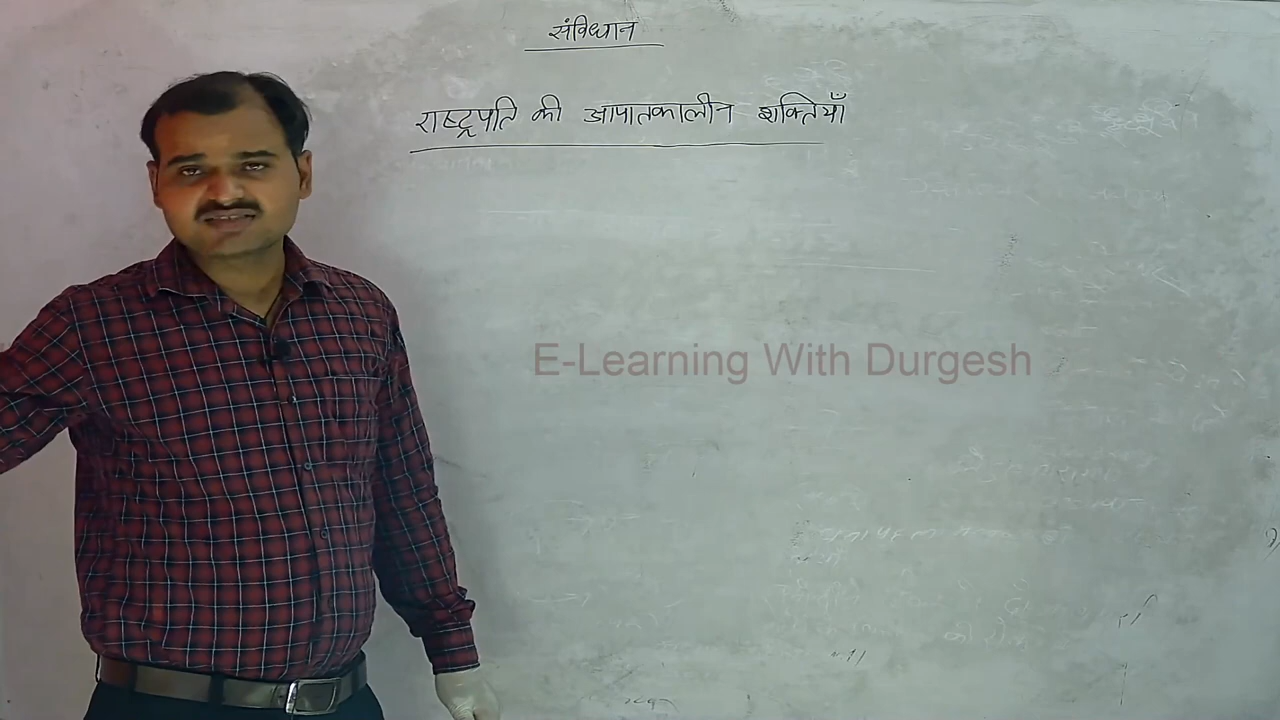 संविधान
राष्ट्रपति की आपातकालीन शक्तियाँ
E-Learning With Durgesh